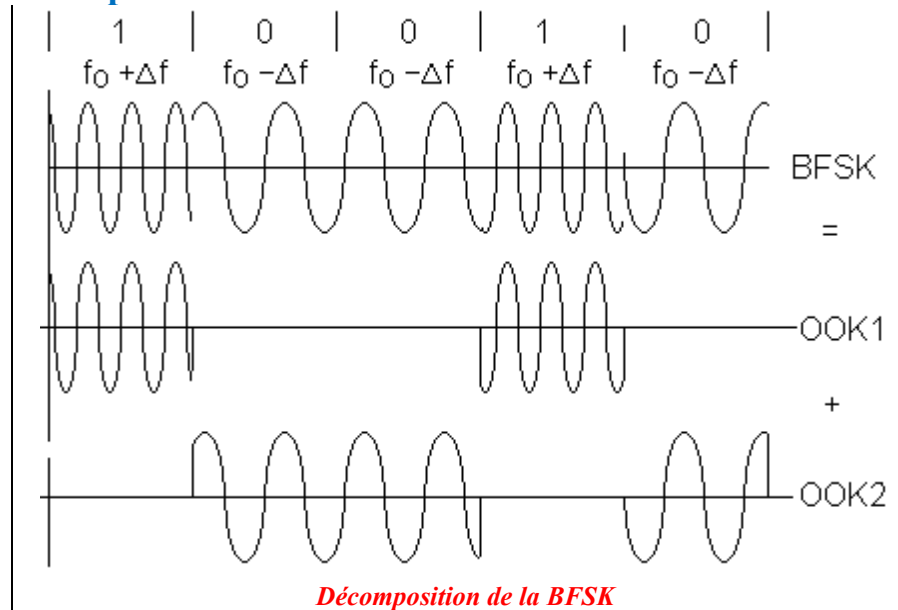 | 1 | 0 | 0 | 1 | 0 |
f₀ +Δf f₀ −Δf f₀ −Δf f₀ +Δf f₀ −Δf
BFSK
=
OOK1
+
OOK2
Décomposition de la BFSK